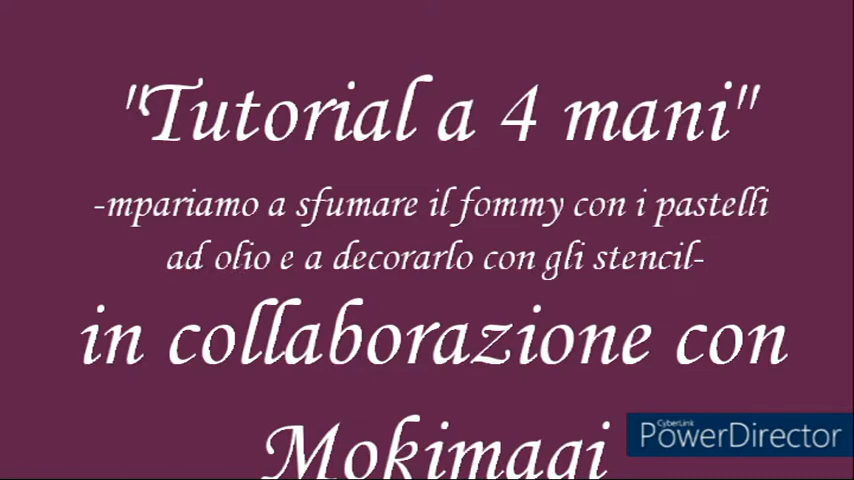 "Tutorial a 4 mani"
-mpariamo a sfumare il fommy con i pastelli
ad olio e a decorarlo con gli stencil-
in collaborazione con
Mokimagi
CyberLink
PowerDirector